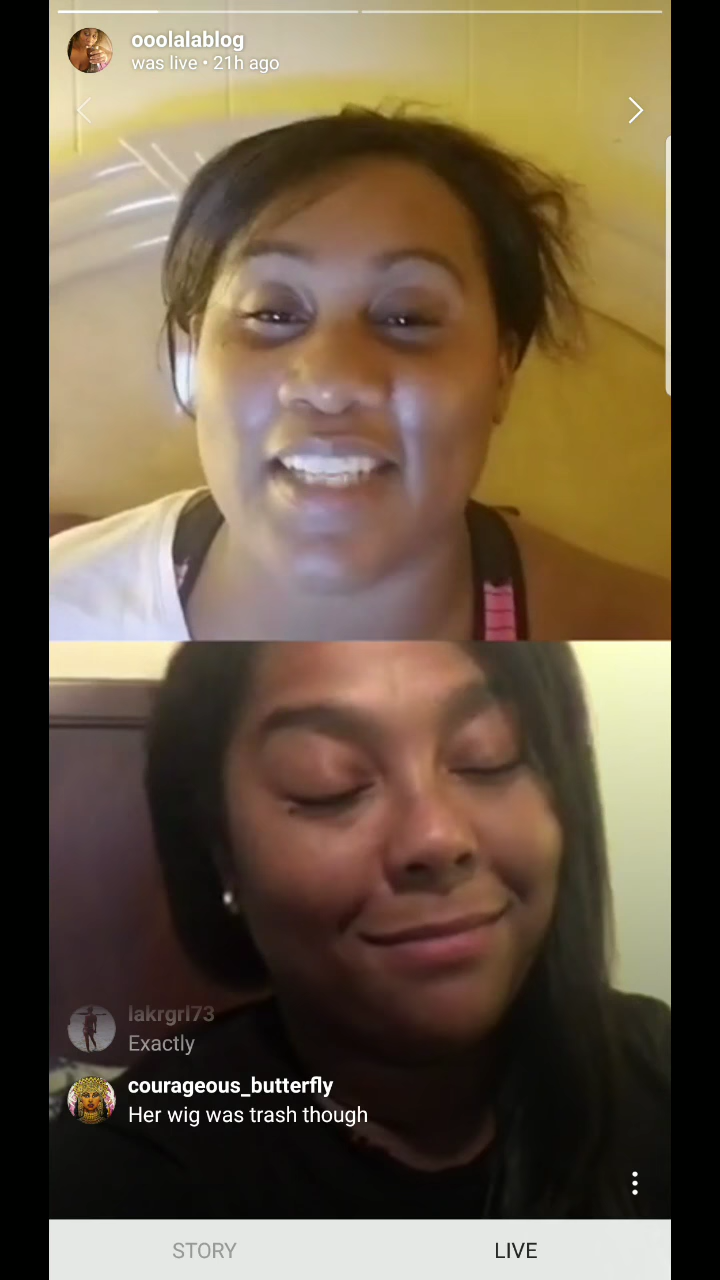 ooolalablog
was live • 21h ago
lakrgrl73
Exactly
courageous_butterfly
Her wig was trash though
STORY
LIVE